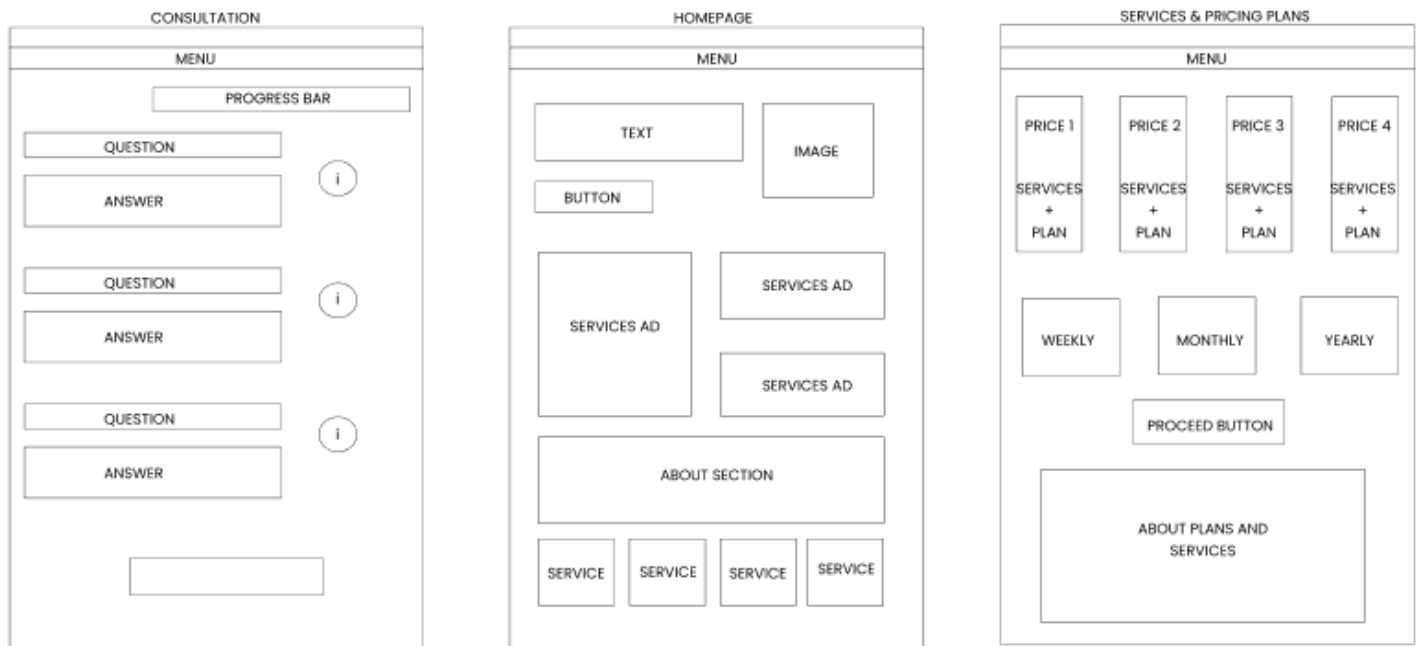 CONSULTATION
MENU
PROGRESS BAR
QUESTION
i
ANSWER
QUESTION
i
ANSWER
QUESTION
i
ANSWER
HOMEPAGE
MENU
TEXT
IMAGE
BUTTON
SERVICES AD
SERVICES AD
SERVICES AD
ABOUT SECTION
SERVICE
SERVICE
SERVICE
SERVICE
SERVICES & PRICING PLANS
MENU
PRICE 1
SERVICES
+
PLAN
PRICE 2
SERVICES
+
PLAN
PRICE 3
SERVICES
+
PLAN
PRICE 4
SERVICES
+
PLAN
WEEKLY
MONTHLY
YEARLY
PROCEED BUTTON
ABOUT PLANS AND
SERVICES